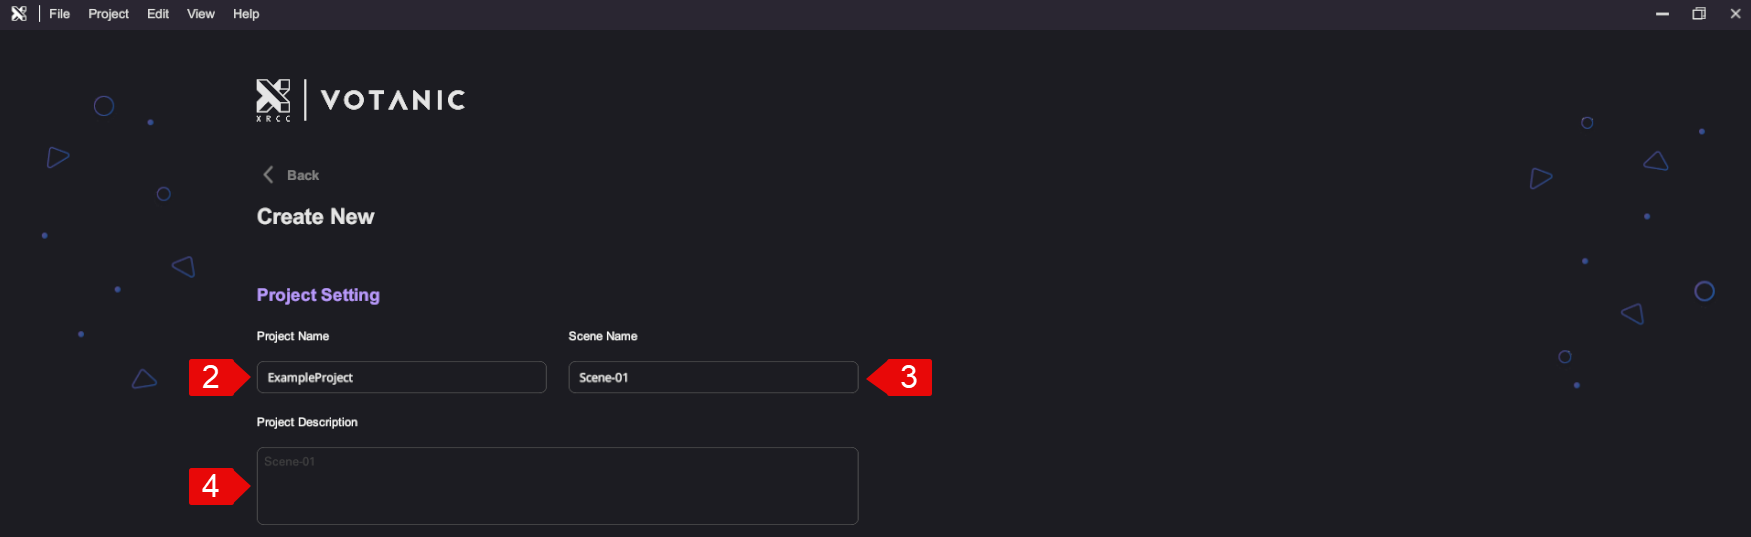 File Project Edit View Help
XRCC VOTANIC
Back
Create New
Project Setting
Project Name Scene Name
2 ExampleProject Scene-01 3
Project Description
Scene-01
4